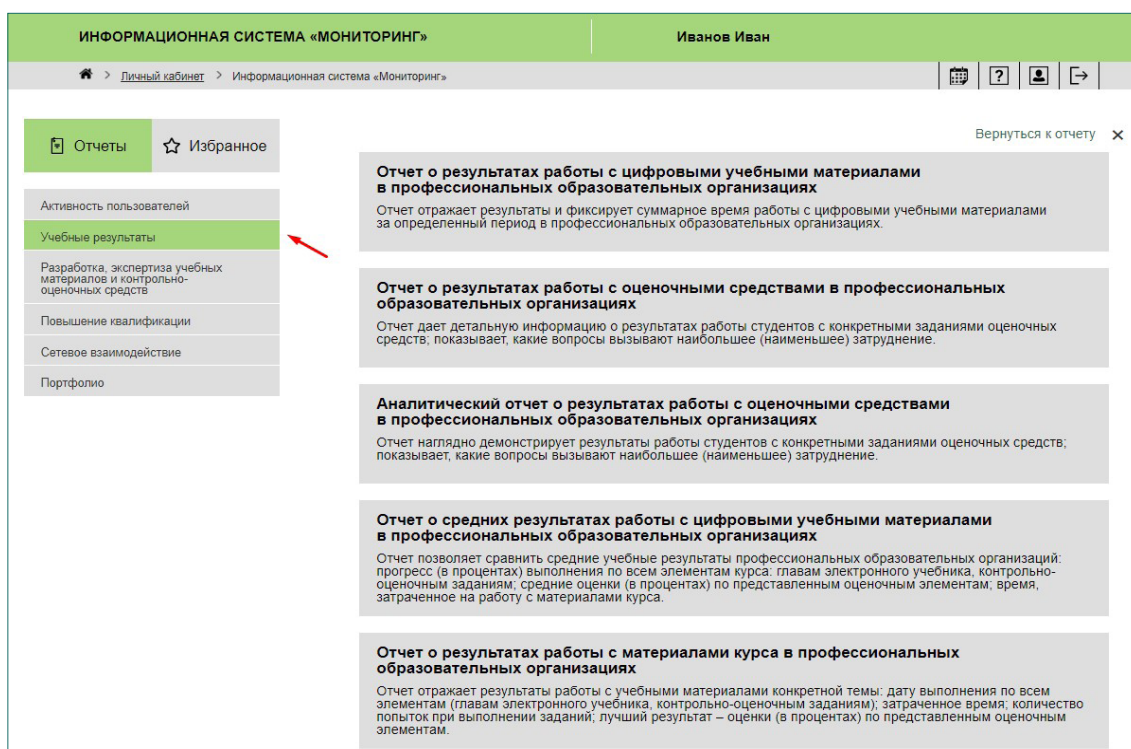 ИНФОРМАЦИОННАЯ СИСТЕМА «МОНИТОРИНГ»
Иванов Иван
> Личный кабинет > Информационная система «Мониторинг»
?
Отчеты
Избранное
Вернуться к отчету ×
Активность пользователей
Учебные результаты
Разработка, экспертиза учебных
материалов и контрольно-
оценочных средств
Повышение квалификации
Сетевое взаимодействие
Портфолио
Отчет о результатах работы с цифровыми учебными материалами
в профессиональных образовательных организациях
Отчет отражает результаты и фиксирует суммарное время работы с цифровыми учебными материалами
за определенный период в профессиональных образовательных организациях.
Отчет о результатах работы с оценочными средствами в профессиональных
образовательных организациях
Отчет дает детальную информацию о результатах работы студентов с конкретными заданиями оценочных
средств; показывает, какие вопросы вызывают наибольшее (наименьшее) затруднение.
Аналитический отчет о результатах работы с оценочными средствами
в профессиональных образовательных организациях
Отчет наглядно демонстрирует результаты работы студентов с конкретными заданиями оценочных средств;
показывает, какие вопросы вызывают наибольшее (наименьшее) затруднение.
Отчет о средних результатах работы с цифровыми учебными материалами
в профессиональных образовательных организациях
Отчет позволяет сравнить средние учебные результаты профессиональных образовательных организаций:
прогресс (в процентах) выполнения по всем элементам курса: главам электронного учебника, контрольно-
оценочным заданиям; средние оценки (в процентах) по представленным оценочным элементам; время,
затраченное на работу с материалами курса.
Отчет о результатах работы с материалами курса в профессиональных
образовательных организациях
Отчет отражает результаты работы с учебными материалами конкретной темы: дату выполнения по всем
элементам (главам электронного учебника, контрольно-оценочным заданиям); затраченное время; количество
попыток при выполнении заданий; лучший результат – оценки (в процентах) по представленным оценочным
элементам.